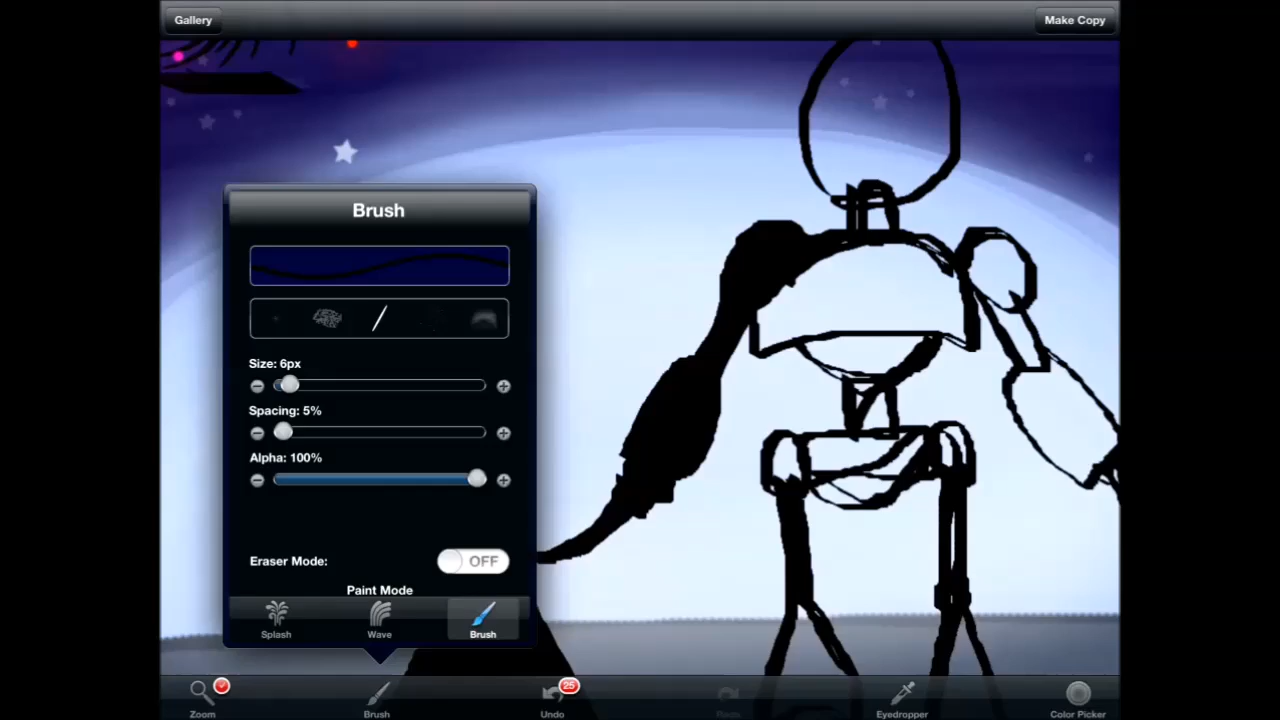 Gallery
Make Copy
Brush
Size: 6px
Spacing: 5%
Alpha: 100%
Eraser Mode:
OFF
Paint Mode
Splash
Wave
Brush
25
Zoom
Brush
Undo
Redo
Eyedropper
Color Picker